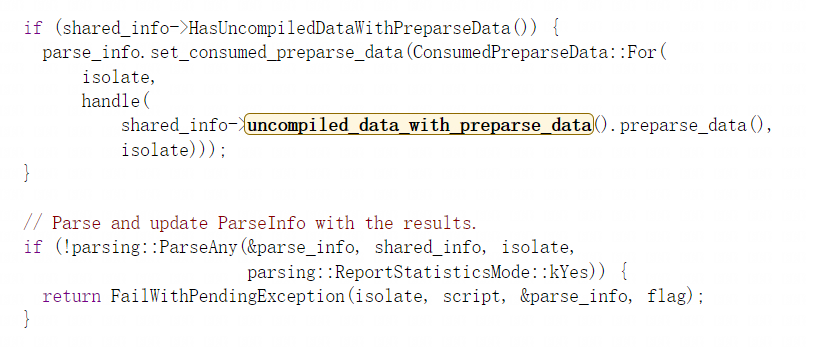 if (shared_info->HasUncompiledDataWithPreparseData()) {
  parse_info.set_consumed_preparse_data(ConsumedPreparseData::For(
      isolate,
      handle(
          shared_info->uncompiled_data_with_preparse_data().preparse_data(),
          isolate)));
}

// Parse and update ParseInfo with the results.
if (!parsing::ParseAny(&parse_info, shared_info, isolate,
                       parsing::ReportStatisticsMode::kYes)) {
  return FailWithPendingException(isolate, script, &parse_info, flag);
}